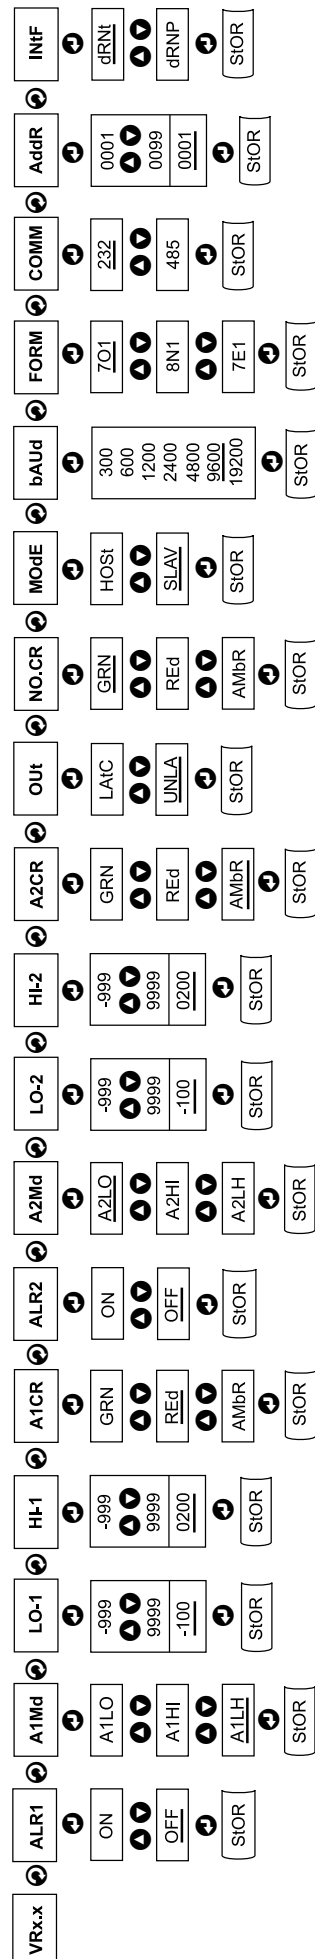 VRx.x
ALR1
ON
OFF
StOR
A1Md
A1LO
A1HI
A1LH
StOR
LO-1
-999
9999
-100
StOR
HI-1
-999
9999
0200
StOR
A1CR
GRN
REd
AMbR
StOR
ALR2
ON
OFF
StOR
A2Md
A2LO
A2HI
A2LH
StOR
LO-2
-999
9999
-100
StOR
HI-2
-999
9999
0200
StOR
A2CR
GRN
REd
AMbR
StOR
OUt
LAtC
UNLA
StOR
NO.CR
GRN
REd
AMbR
StOR
MOdE
HOSt
SLAV
StOR
bAUd
300
600
1200
2400
4800
9600
19200
StOR
FORM
7O1
8N1
7E1
StOR
COMM
232
485
StOR
AddR
0001
0099
0001
StOR
INtF
dRNt
dRNP
StOR